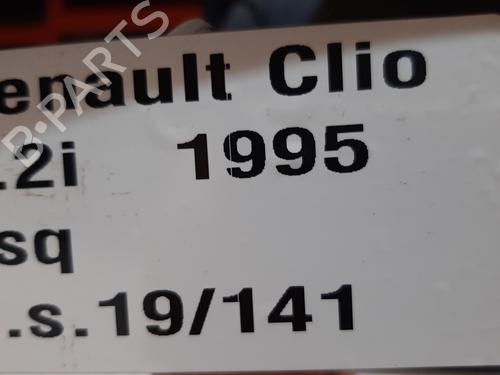 B-PARTS
enault Clio
.2i 1995
sq
.s.19/141